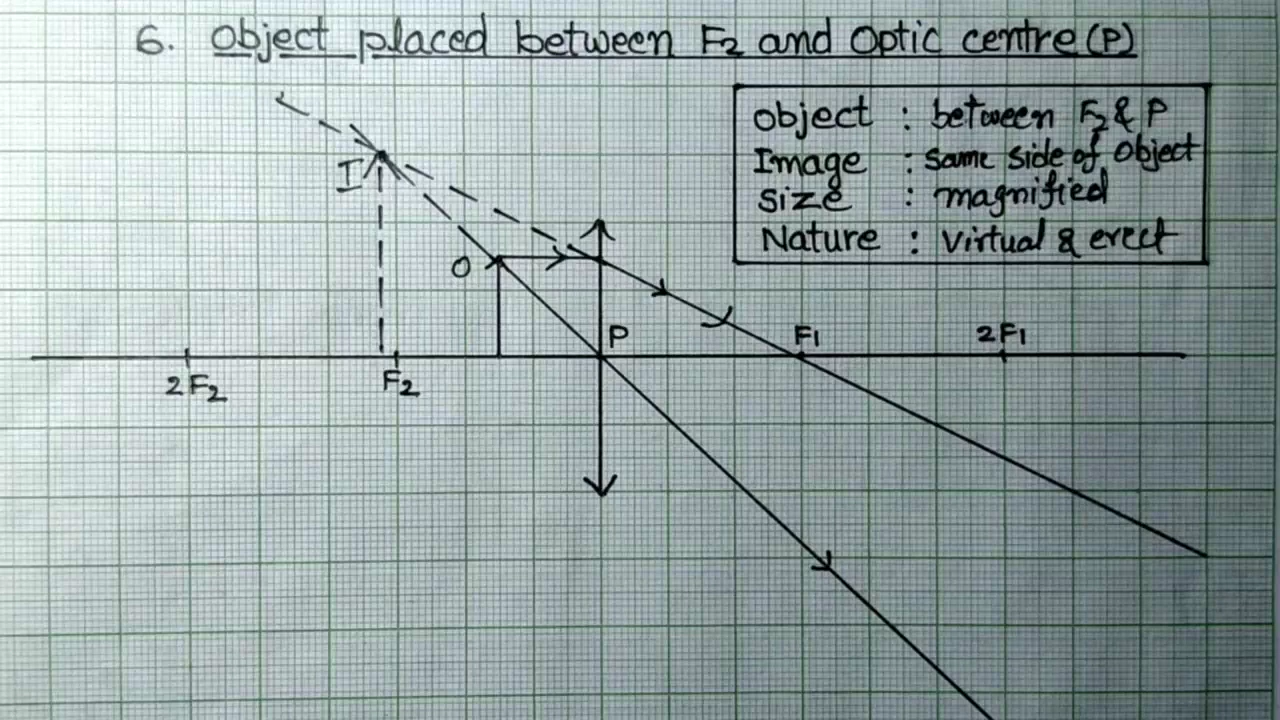 6. Object placed between F₂ and Optic centre (P)
Object : between F₂ & P
Image : same side of Object
Size : magnified
Nature : Virtual & erect
I
O
P
F₁
2F₁
2F₂
F₂